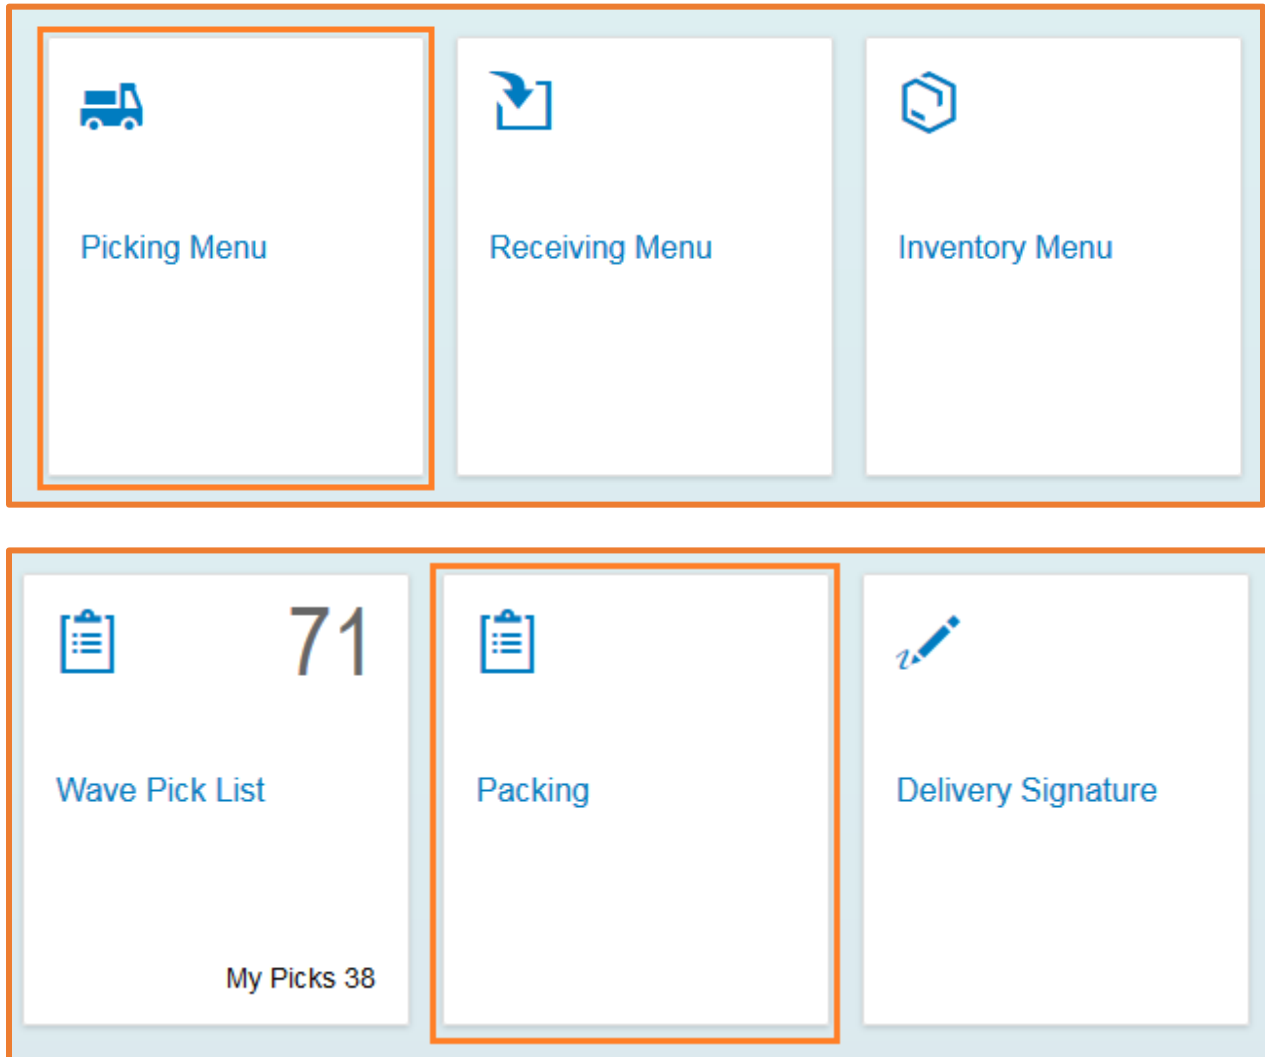 Picking Menu
Receiving Menu
Inventory Menu
71
Wave Pick List
Packing
Delivery Signature
My Picks 38